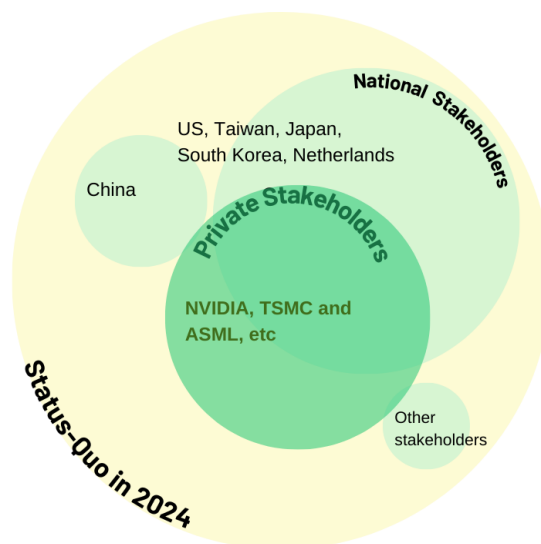 National Stakeholders
US, Taiwan, Japan,
South Korea, Netherlands
China
Private Stakeholders
NVIDIA, TSMC and
ASML, etc
Other
stakeholders
Status-Quo in 2024